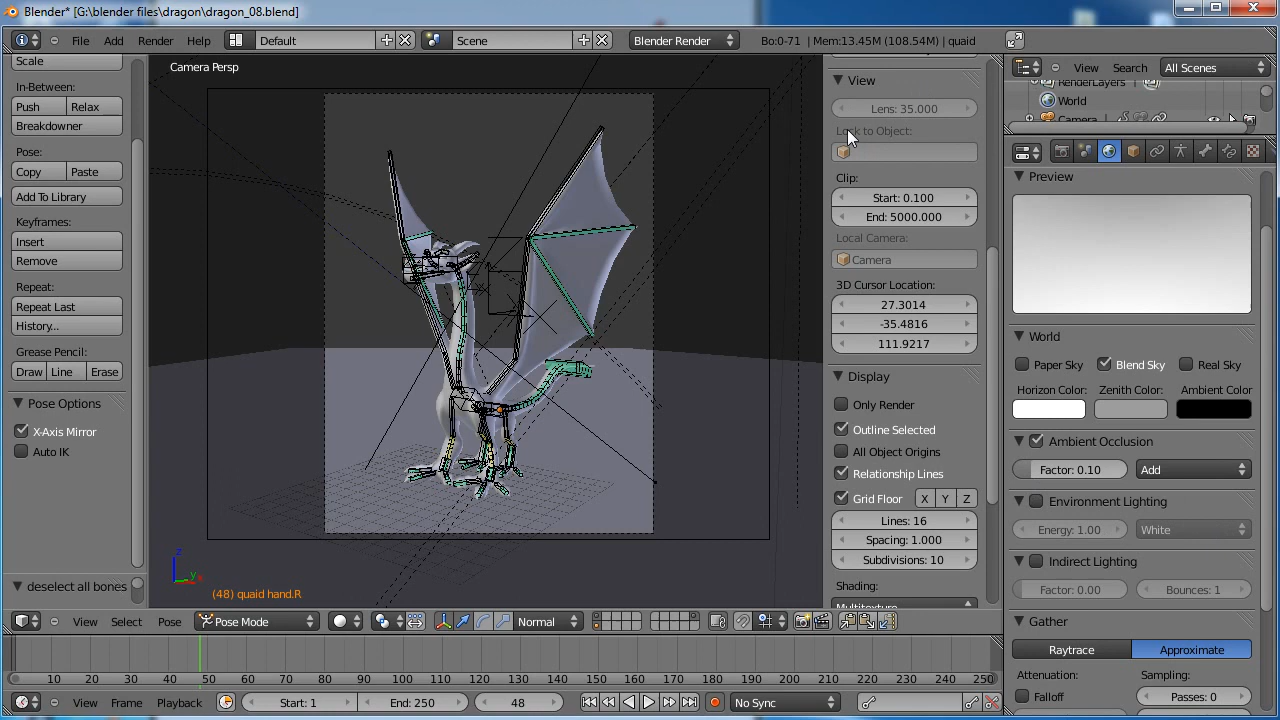 Blender* [G:\blender files\dragon\dragon_08.blend]
File Add Render Help Default Scene Blender Render Bo:0-71 | Mem:13.45M (108.54M) | quaid
Scale
In-Between:
Push Relax
Breakdowner
Pose:
Copy Paste
Add To Library
Keyframes:
Insert
Remove
Repeat:
Repeat Last
History...
Grease Pencil:
Draw Line Erase
Pose Options
X-Axis Mirror
Auto IK
deselect all bones
Camera Persp
z
y
x
(48) quaid hand.R
View
Lens: 35.000
Lock to Object:
Clip:
Start: 0.100
End: 5000.000
Local Camera:
Camera
3D Cursor Location:
27.3014
-35.4816
111.9217
Display
Only Render
Outline Selected
All Object Origins
Relationship Lines
Grid Floor X Y Z
Lines: 16
Spacing: 1.000
Subdivisions: 10
Shading:
Multitexture
View Search All Scenes
RenderLayers
World
Camera
Preview
World
Paper Sky Blend Sky Real Sky
Horizon Color: Zenith Color: Ambient Color
Ambient Occlusion
Factor: 0.10 Add
Environment Lighting
Energy: 1.00 White
Indirect Lighting
Factor: 0.00 Bounces: 1
Gather
Raytrace Approximate
Attenuation: Sampling:
Falloff Passes: 0
View Select Pose Pose Mode Normal
10 20 30 40 50 60 70 80 90 100 110 120 130 140 150 160 170 180 190 200 210 220 230 240 250
View Frame Playback Start: 1 End: 250 48 No Sync